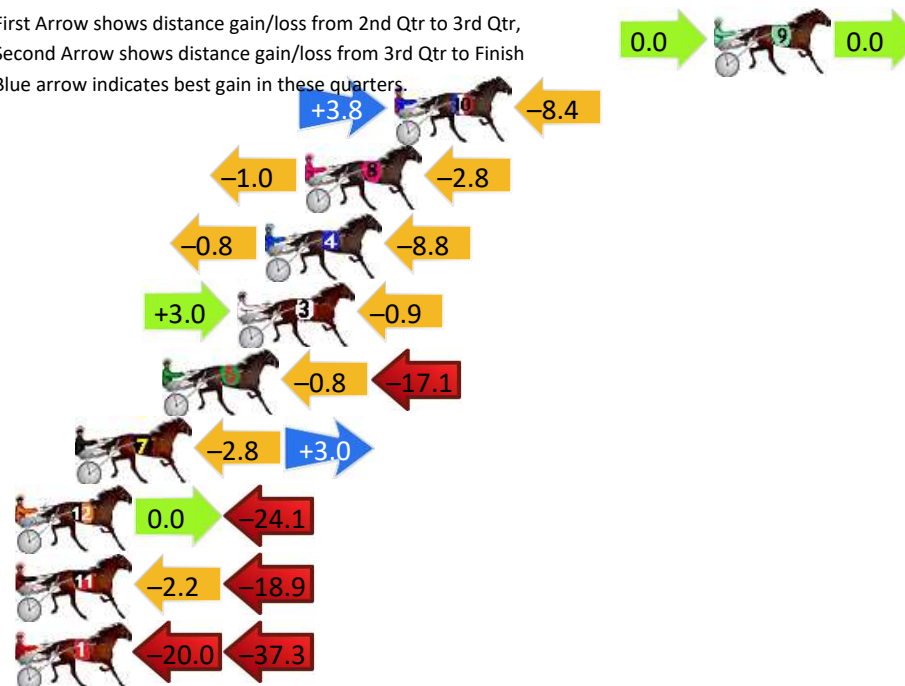 First Arrow shows distance gain/loss from 2nd Qtr to 3rd Qtr,
Second Arrow shows distance gain/loss from 3rd Qtr to Finish
Blue arrow indicates best gain in these quarters.
0.0 9 0.0
+3.8 10 –8.4
–1.0 8 –2.8
–0.8 4 –8.8
+3.0 3 –0.9
6 –0.8 –17.1
7 –2.8 +3.0
12 0.0 –24.1
11 –2.2 –18.9
1 –20.0 –37.3